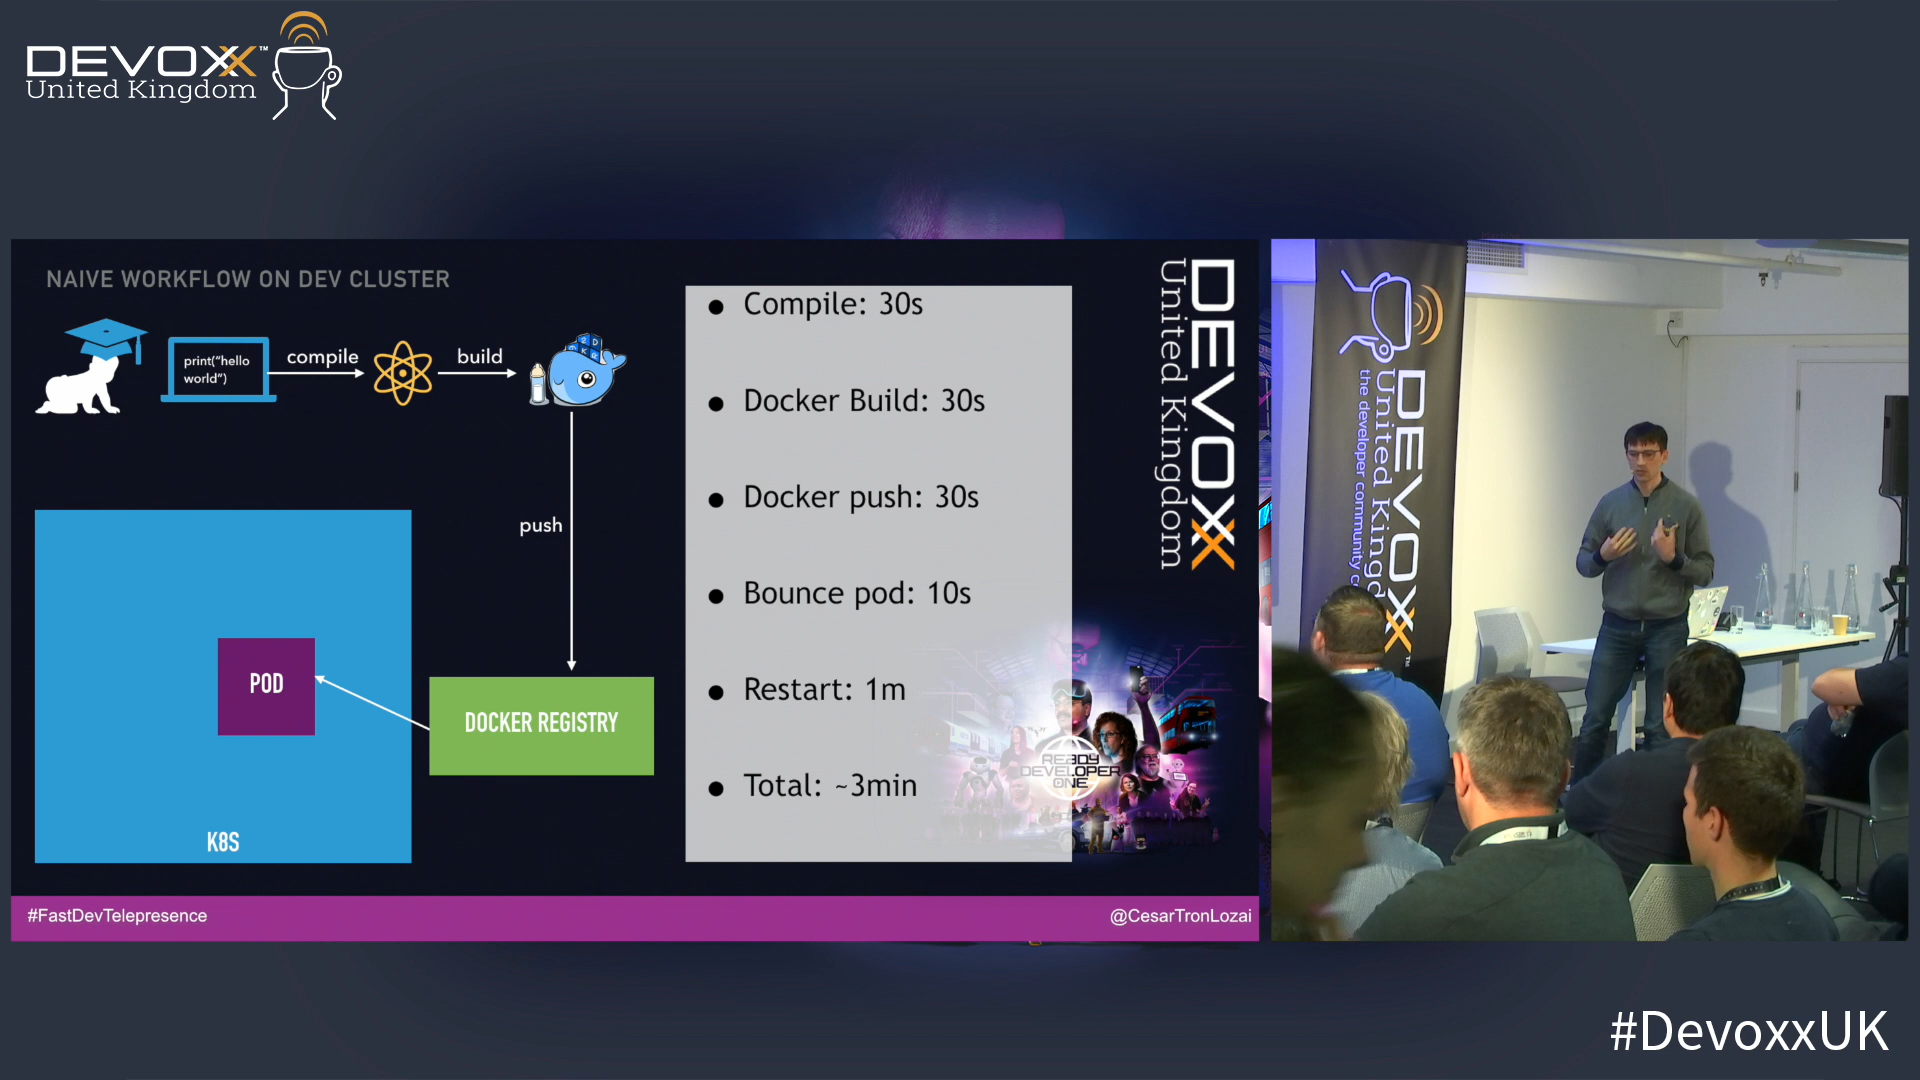 DEVOXX™
United Kingdom
NAIVE WORKFLOW ON DEV CLUSTER
print("hello
world")
compile
build
push
POD
K8S
DOCKER REGISTRY
● Compile: 30s
● Docker Build: 30s
● Docker push: 30s
● Bounce pod: 10s
● Restart: 1m
● Total: ~3min
DEVOXX
United Kingdom
READY
DEVELOPER
ONE
#FastDevTelepresence
@CesarTronLozai
DEVOXX™
United Kingd
the developer community c
#DevoxxUK